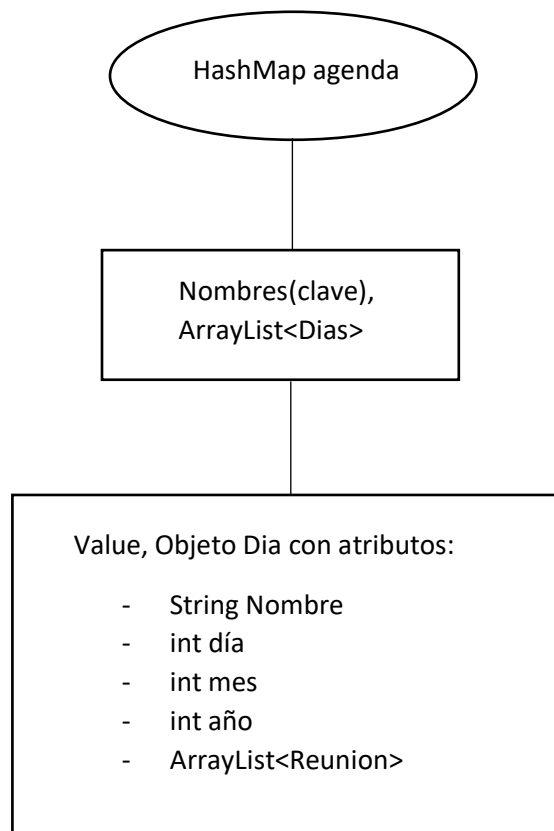 HashMap agenda
Nombres(clave),
ArrayList<Dias>
Value, Objeto Dia con atributos:
- String Nombre
- int día
- int mes
- int año
- ArrayList<Reunion>